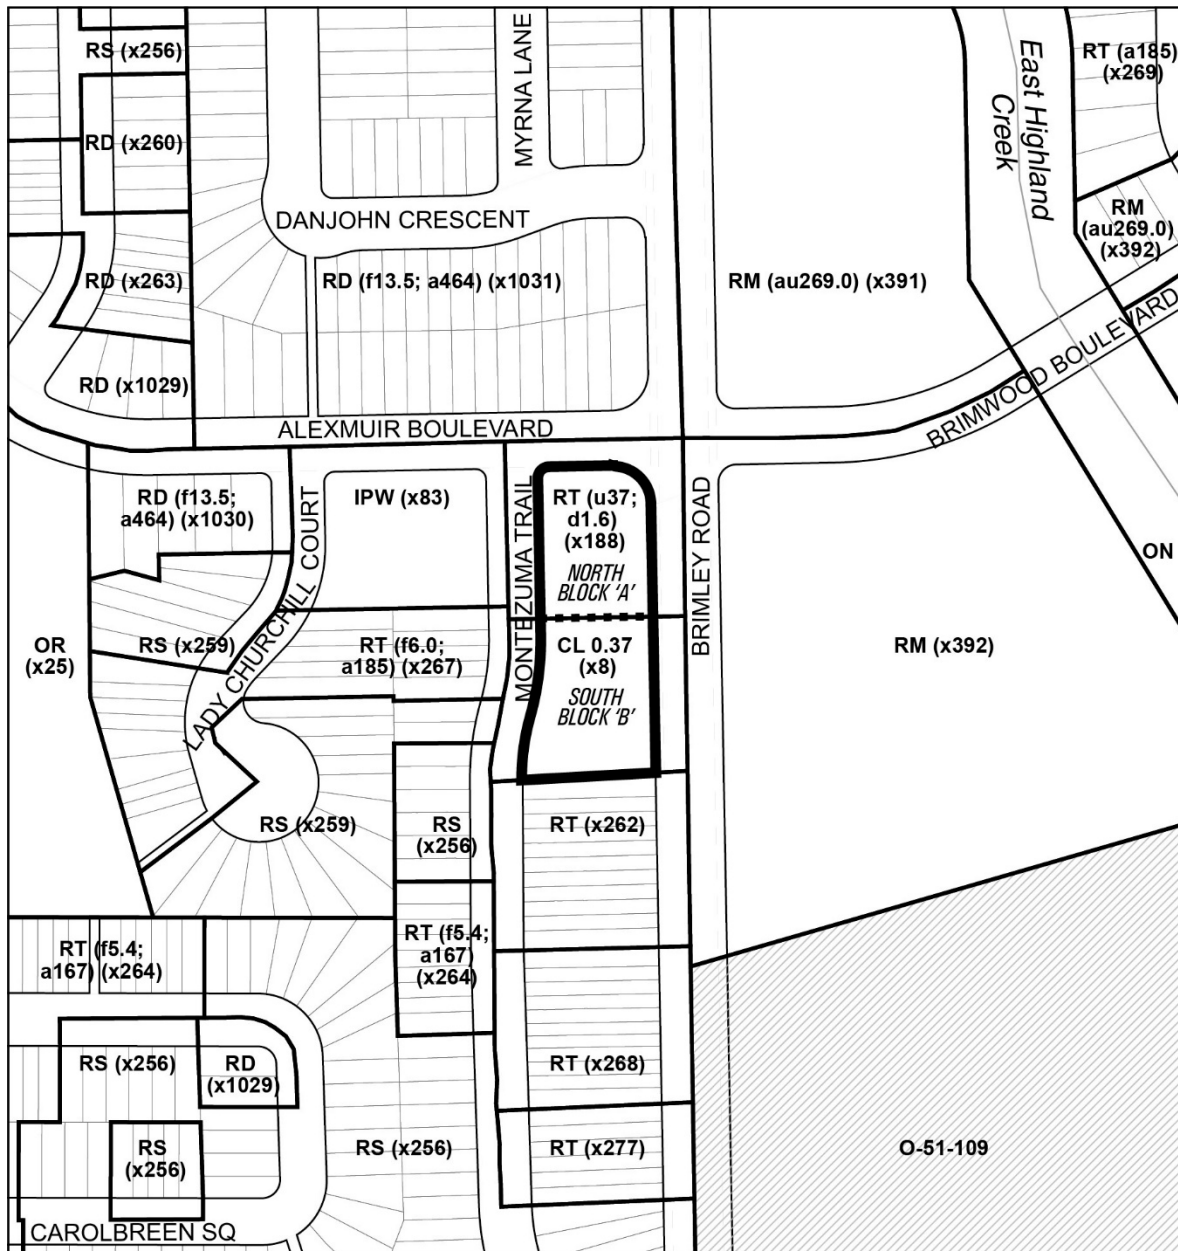 RS (x256)
MYRNA LANE
East Highland
Creek
RT (a185)
(x269)
RD (x260)
DANJOHN CRESCENT
RM
(au269.0)
(x392)
RD (x263)
RD (f13.5; a464) (x1031)
RM (au269.0) (x391)
BRIMWOOD BOULEVARD
RD (x1029)
ALEXMUIR BOULEVARD
RD (f13.5;
a464) (x1030)
LADY CHURCHILL COURT
IPW (x83)
MONTEZUMA TRAIL
RT (u37;
d1.6)
(x188)
NORTH
BLOCK ‘A’
BRIMLEY ROAD
ON
OR
(x25)
RS (x259)
RT (f6.0;
a185) (x267)
CL 0.37
(x8)
SOUTH
BLOCK ‘B’
RM (x392)
RS (x259)
RS
(x256)
RT (x262)
RT (f5.4;
a167) (x264)
RT (f5.4;
a167)
(x264)
RS (x256)
RD
(x1029)
RT (x268)
RS
(x256)
RS (x256)
RT (x277)
O-51-109
CAROLBREEN SQ